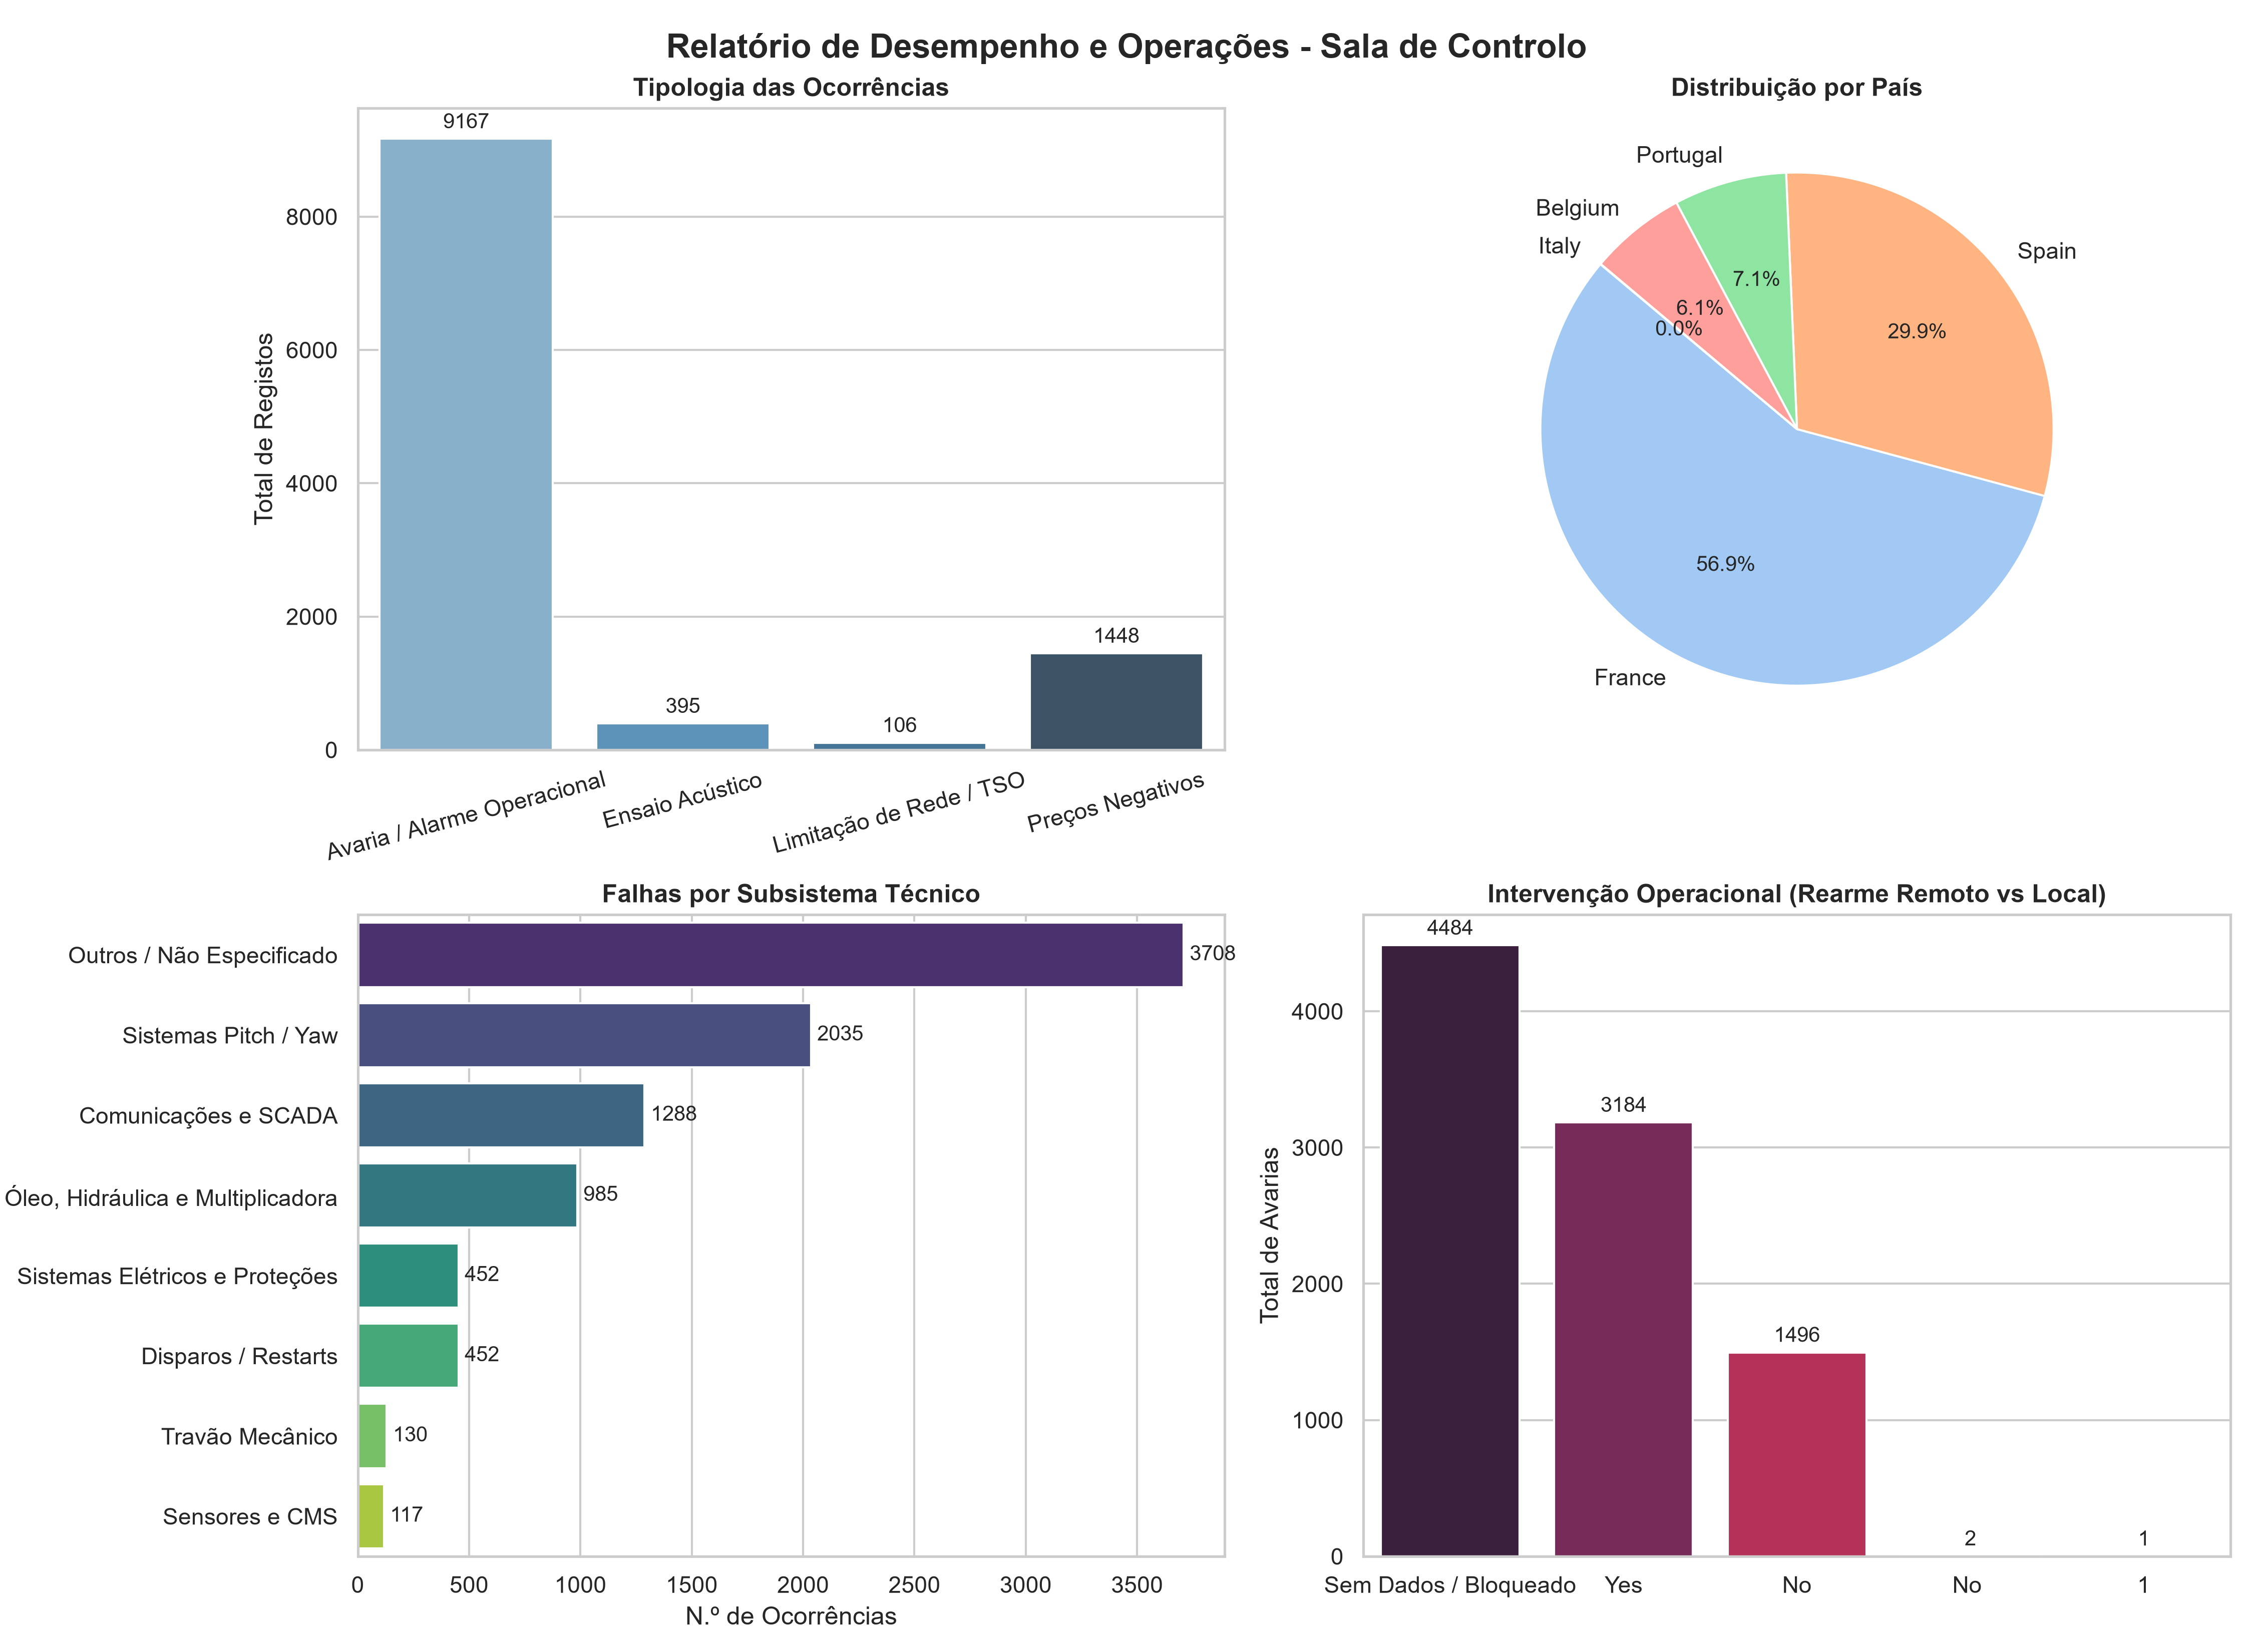 Relatório de Desempenho e Operações - Sala de Controlo
Tipologia das Ocorrências
Total de Registos
8000
6000
4000
2000
0
9167
395
106
1448
Avaria / Alarme Operacional
Ensaio Acústico
Limitação de Rede / TSO
Preços Negativos
Distribuição por País
Portugal
Belgium
Italy
Spain
France
7.1%
6.1%
0.0%
29.9%
56.9%
Falhas por Subsistema Técnico
Outros / Não Especificado
3708
Sistemas Pitch / Yaw
2035
Comunicações e SCADA
1288
Óleo, Hidráulica e Multiplicadora
985
Sistemas Elétricos e Proteções
452
Disparos / Restarts
452
Travão Mecânico
130
Sensores e CMS
117
0
500
1000
1500
2000
2500
3000
3500
N.º de Ocorrências
Intervenção Operacional (Rearme Remoto vs Local)
Total de Avarias
4000
3000
2000
1000
0
4484
3184
1496
2
1
Sem Dados / Bloqueado
Yes
No
No
1